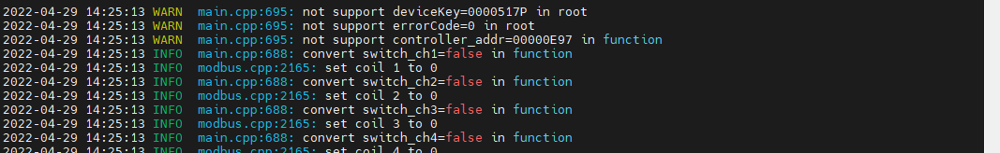 2022-04-29 14:25:13 WARN main.cpp:695: not support deviceKey=0000517P in root
2022-04-29 14:25:13 WARN main.cpp:695: not support errorCode=0 in root
2022-04-29 14:25:13 WARN main.cpp:695: not support controller_addr=00000E97 in function
2022-04-29 14:25:13 INFO main.cpp:688: convert switch_ch1=false in function
2022-04-29 14:25:13 INFO modbus.cpp:2165: set coil 1 to 0
2022-04-29 14:25:13 INFO main.cpp:688: convert switch_ch2=false in function
2022-04-29 14:25:13 INFO modbus.cpp:2165: set coil 2 to 0
2022-04-29 14:25:13 INFO main.cpp:688: convert switch_ch3=false in function
2022-04-29 14:25:13 INFO modbus.cpp:2165: set coil 3 to 0
2022-04-29 14:25:13 INFO main.cpp:688: convert switch_ch4=false in function
2022-04-29 14:25:13 INFO modbus.cpp:2165: set coil 4 to 0